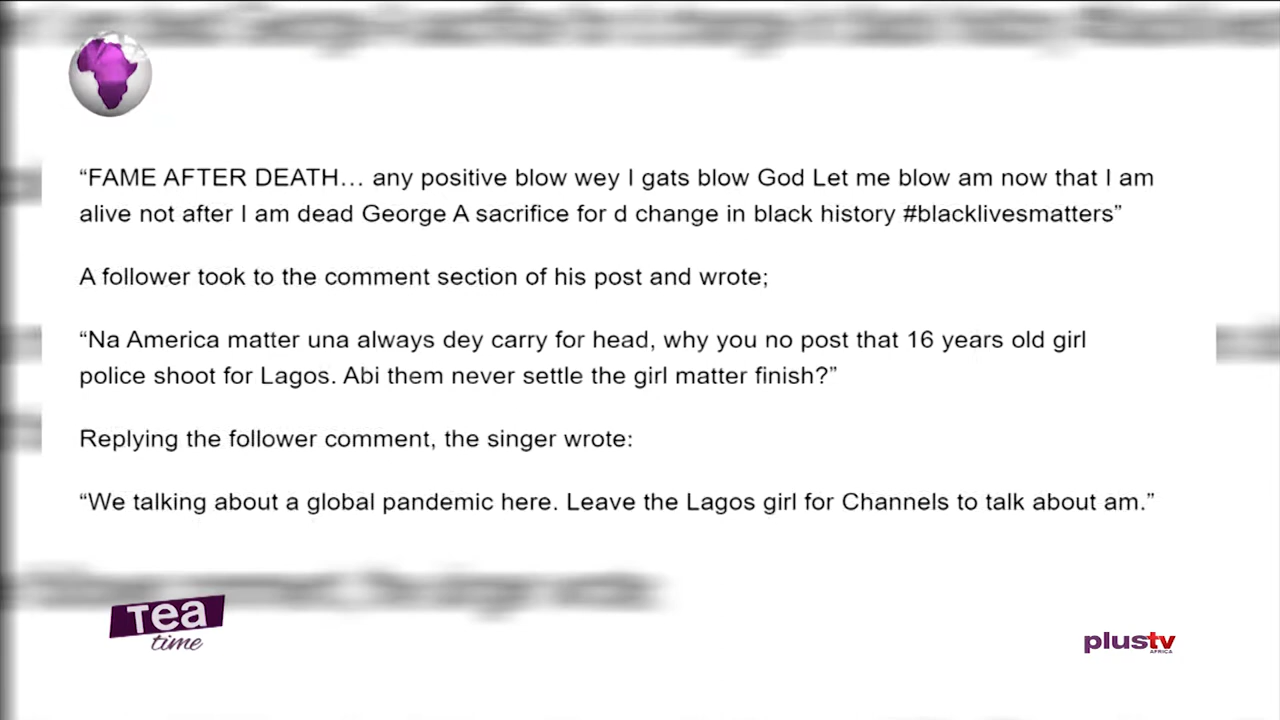 “FAME AFTER DEATH… any positive blow wey I gats blow God Let me blow am now that I am
alive not after I am dead George A sacrifice for d change in black history #blacklivesmatters”
A follower took to the comment section of his post and wrote;
“Na America matter una always dey carry for head, why you no post that 16 years old girl
police shoot for Lagos. Abi them never settle the girl matter finish?”
Replying the follower comment, the singer wrote:
“We talking about a global pandemic here. Leave the Lagos girl for Channels to talk about am.”
Tea
time
plustv
AFRICA